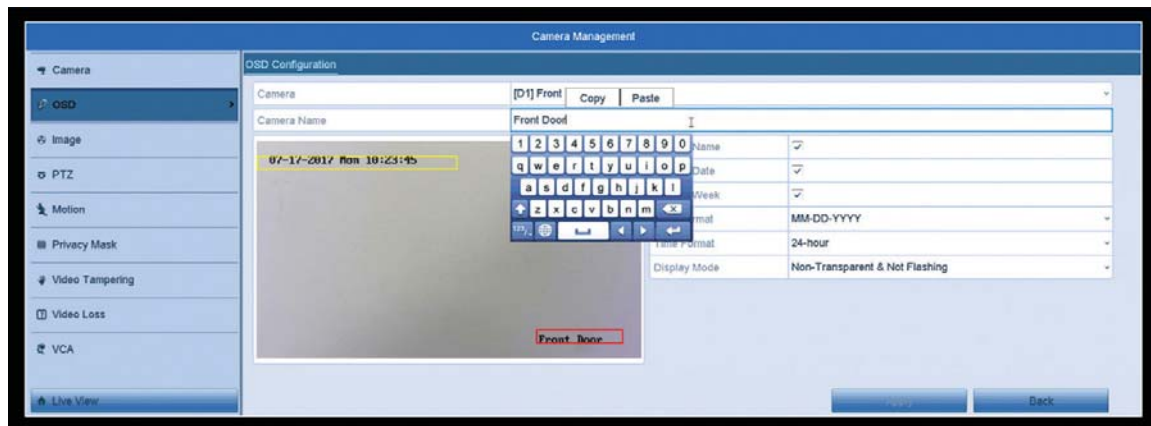 Camera Management
Camera
OSD
Image
PTZ
Motion
Privacy Mask
Video Tampering
Video Loss
VCA
Live View
OSD Configuration
Camera [D1] Front
Copy Paste
Camera Name Front Door
07-17-2017 Mon 10:23:45
Front Door
1 2 3 4 5 6 7 8 9 0
q w e r t y u i o p
a s d f g h j k l
z x c v b n m
Name
Date
Week
MM-DD-YYYY
Time Format 24-hour
Display Mode Non-Transparent & Not Flashing
Apply Back